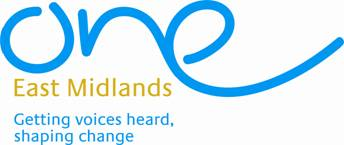 one
East Midlands
Getting voices heard,
shaping change